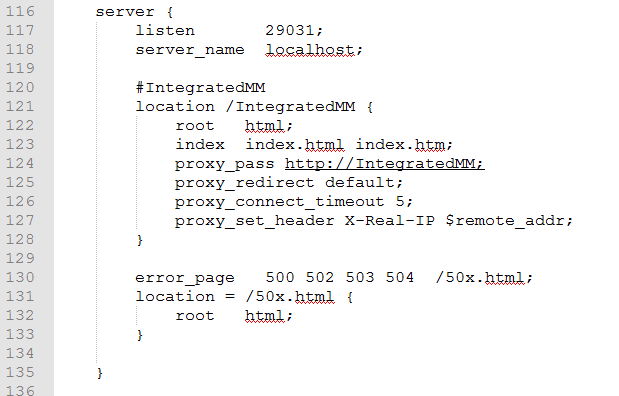 116 server {
117 listen 29031;
118 server_name localhost;
119
120 #IntegratedMM
121 location /IntegratedMM {
122 root html;
123 index index.html index.htm;
124 proxy_pass http://IntegratedMM;
125 proxy_redirect default;
126 proxy_connect_timeout 5;
127 proxy_set_header X-Real-IP $remote_addr;
128 }
129
130 error_page 500 502 503 504 /50x.html;
131 location = /50x.html {
132 root html;
133 }
134
135 }
136